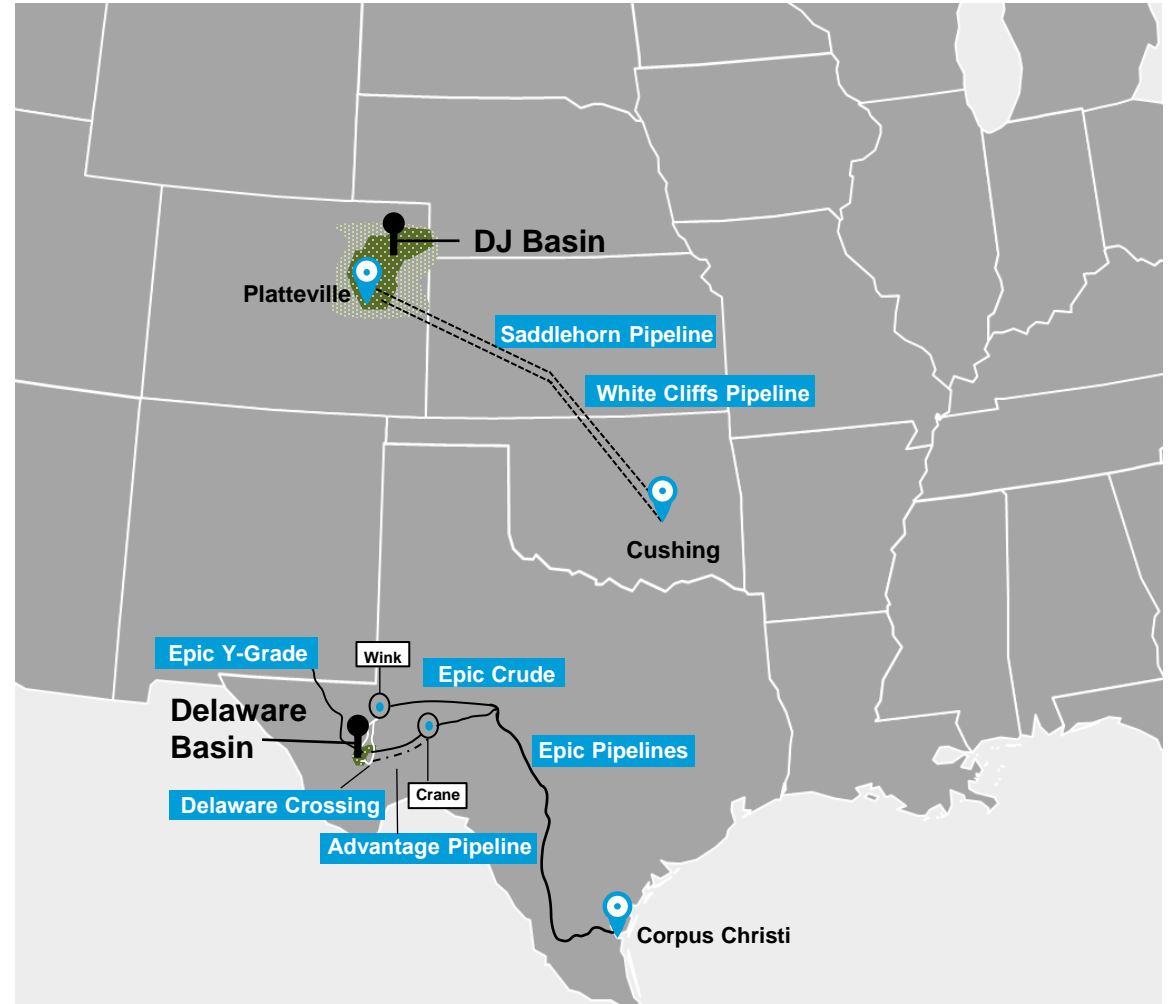 DJ Basin
Platteville
Saddlehorn Pipeline
White Cliffs Pipeline
Cushing
Epic Y-Grade
Wink
Epic Crude
Delaware
Basin
Epic Pipelines
Crane
Delaware Crossing
Advantage Pipeline
Corpus Christi